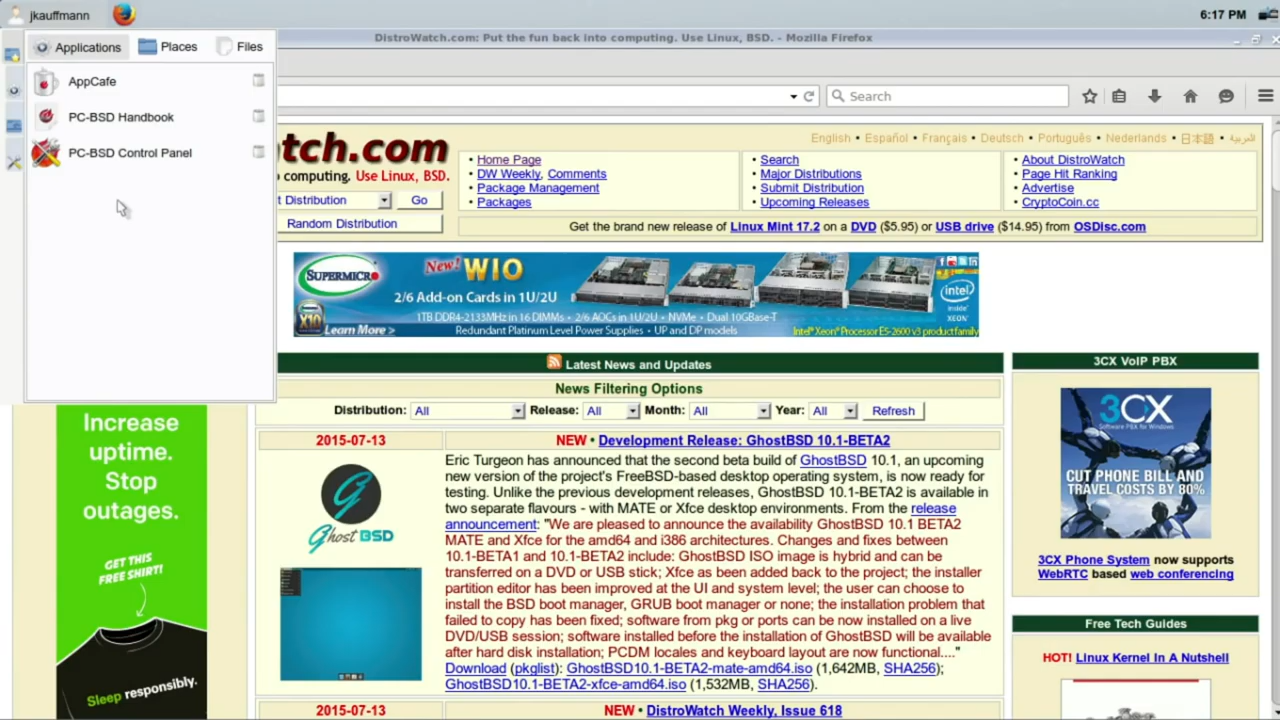 jkauffmann
6:17 PM
DistroWatch.com: Put the fun back into computing. Use Linux, BSD. - Mozilla Firefox
Applications
Places
Files
AppCafe
PC-BSD Handbook
PC-BSD Control Panel
Search
English • Español • Français • Deutsch • Português • Nederlands • 日本語 • العربية
tch.com
computing. Use Linux, BSD.
• Home Page
• DW Weekly, Comments
• Package Management
• Packages
• Search
• Major Distributions
• Submit Distribution
• Upcoming Releases
• About DistroWatch
• Page Hit Ranking
• Advertise
• CryptoCoin.cc
t Distribution
Go
Random Distribution
Get the brand new release of Linux Mint 17.2 on a DVD ($5.95) or USB drive ($14.95) from OSDisc.com
SUPERMICRO
New! WIO
2/6 Add-on Cards in 1U/2U
1TB DDR4-2133MHz in 16 DIMMs • 2/6 AOCs in 1U/2U • NVMe • Dual 10GBase-T
Redundant Platinum Level Power Supplies • UP and DP models
X10
Learn More >
intel
inside
XEON
Intel® Xeon® Processor E5-2600 v3 product family
Latest News and Updates
News Filtering Options
Distribution: All Release: All Month: All Year: All Refresh
2015-07-13
NEW • Development Release: GhostBSD 10.1-BETA2
Ghost BSD
Eric Turgeon has announced that the second beta build of GhostBSD 10.1, an upcoming
new version of the project's FreeBSD-based desktop operating system, is now ready for
testing. Unlike the previous development releases, GhostBSD 10.1-BETA2 is available in
two separate flavours - with MATE or Xfce desktop environments. From the release
announcement: "We are pleased to announce the availability GhostBSD 10.1 BETA2
MATE and Xfce for the amd64 and i386 architectures. Changes and fixes between
10.1-BETA1 and 10.1-BETA2 include: GhostBSD ISO image is hybrid and can be
transferred on a DVD or USB stick; Xfce as been added back to the project; the installer
partition editor has been improved at the UI and system level; the user can choose to
install the BSD boot manager, GRUB boot manager or none; the installation problem that
failed to copy has been fixed; software from pkg or ports can be now installed on a live
DVD/USB session; software installed before the installation of GhostBSD will be available
after hard disk installation; PCDM locales and keyboard layout are now functional...."
Download (pkglist): GhostBSD10.1-BETA2-mate-amd64.iso (1,642MB, SHA256);
GhostBSD10.1-BETA2-xfce-amd64.iso (1,532MB, SHA256).
2015-07-13
NEW • DistroWatch Weekly, Issue 618
Increase
uptime.
Stop
outages.
GET THIS
FREE SHIRT!
Sleep responsibly.
3CX VoIP PBX
3CX
Software PBX for Windows
CUT PHONE BILL AND
TRAVEL COSTS BY 80%
3CX Phone System now supports
WebRTC based web conferencing
Free Tech Guides
HOT! Linux Kernel In A Nutshell